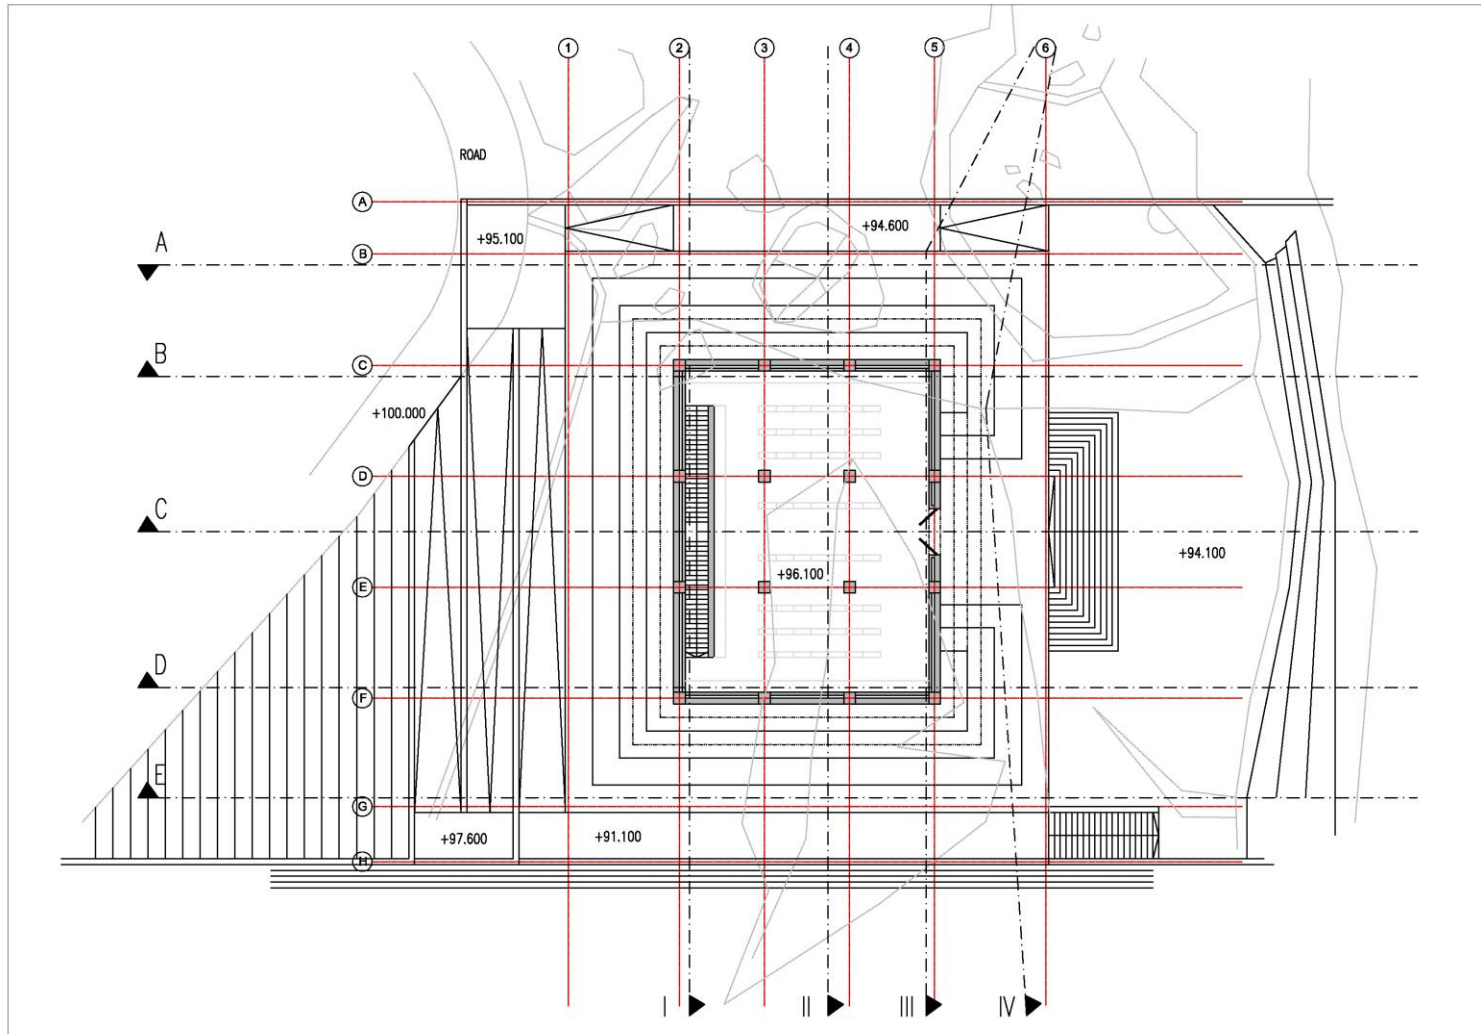 1 2 3 4 5 6
ROAD
A
+95.100
+94.600
A
B
B
C
+100.000
D
C
+94.100
+96.100
E
D
F
E
G
+97.600
+91.100
H
I II III IV